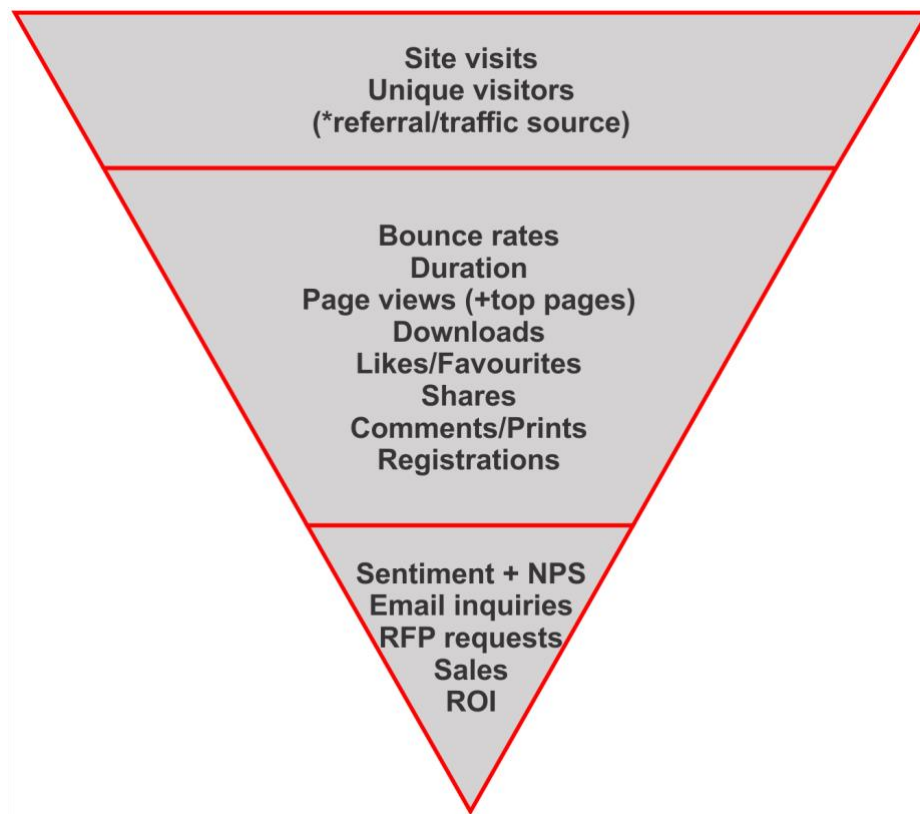 Site visits
Unique visitors
(*referral/traffic source)
Bounce rates
Duration
Page views (+top pages)
Downloads
Likes/Favourites
Shares
Comments/Prints
Registrations
Sentiment + NPS
Email inquiries
RFP requests
Sales
ROI